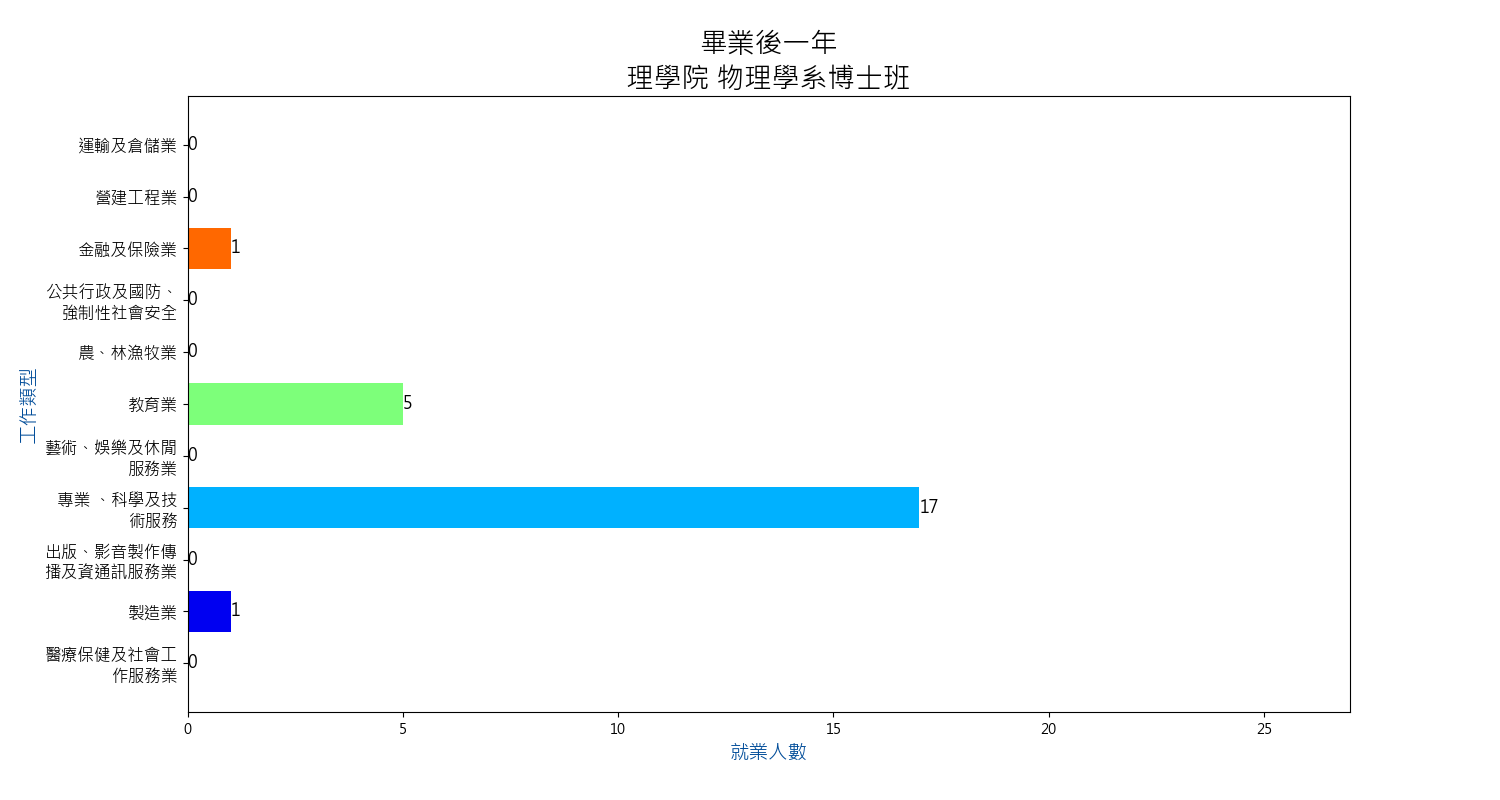 畢業後一年
理學院 物理學系博士班
運輸及倉儲業
0
營建工程業
0
金融及保險業
1
公共行政及國防、
強制性社會安全
0
農、林漁牧業
0
教育業
5
藝術、娛樂及休閒
服務業
0
專業 、科學及技
術服務
17
出版、影音製作傳
播及資通訊服務業
0
製造業
1
醫療保健及社會工
作服務業
0
工作類型
0 5 10 15 20 25
就業人數